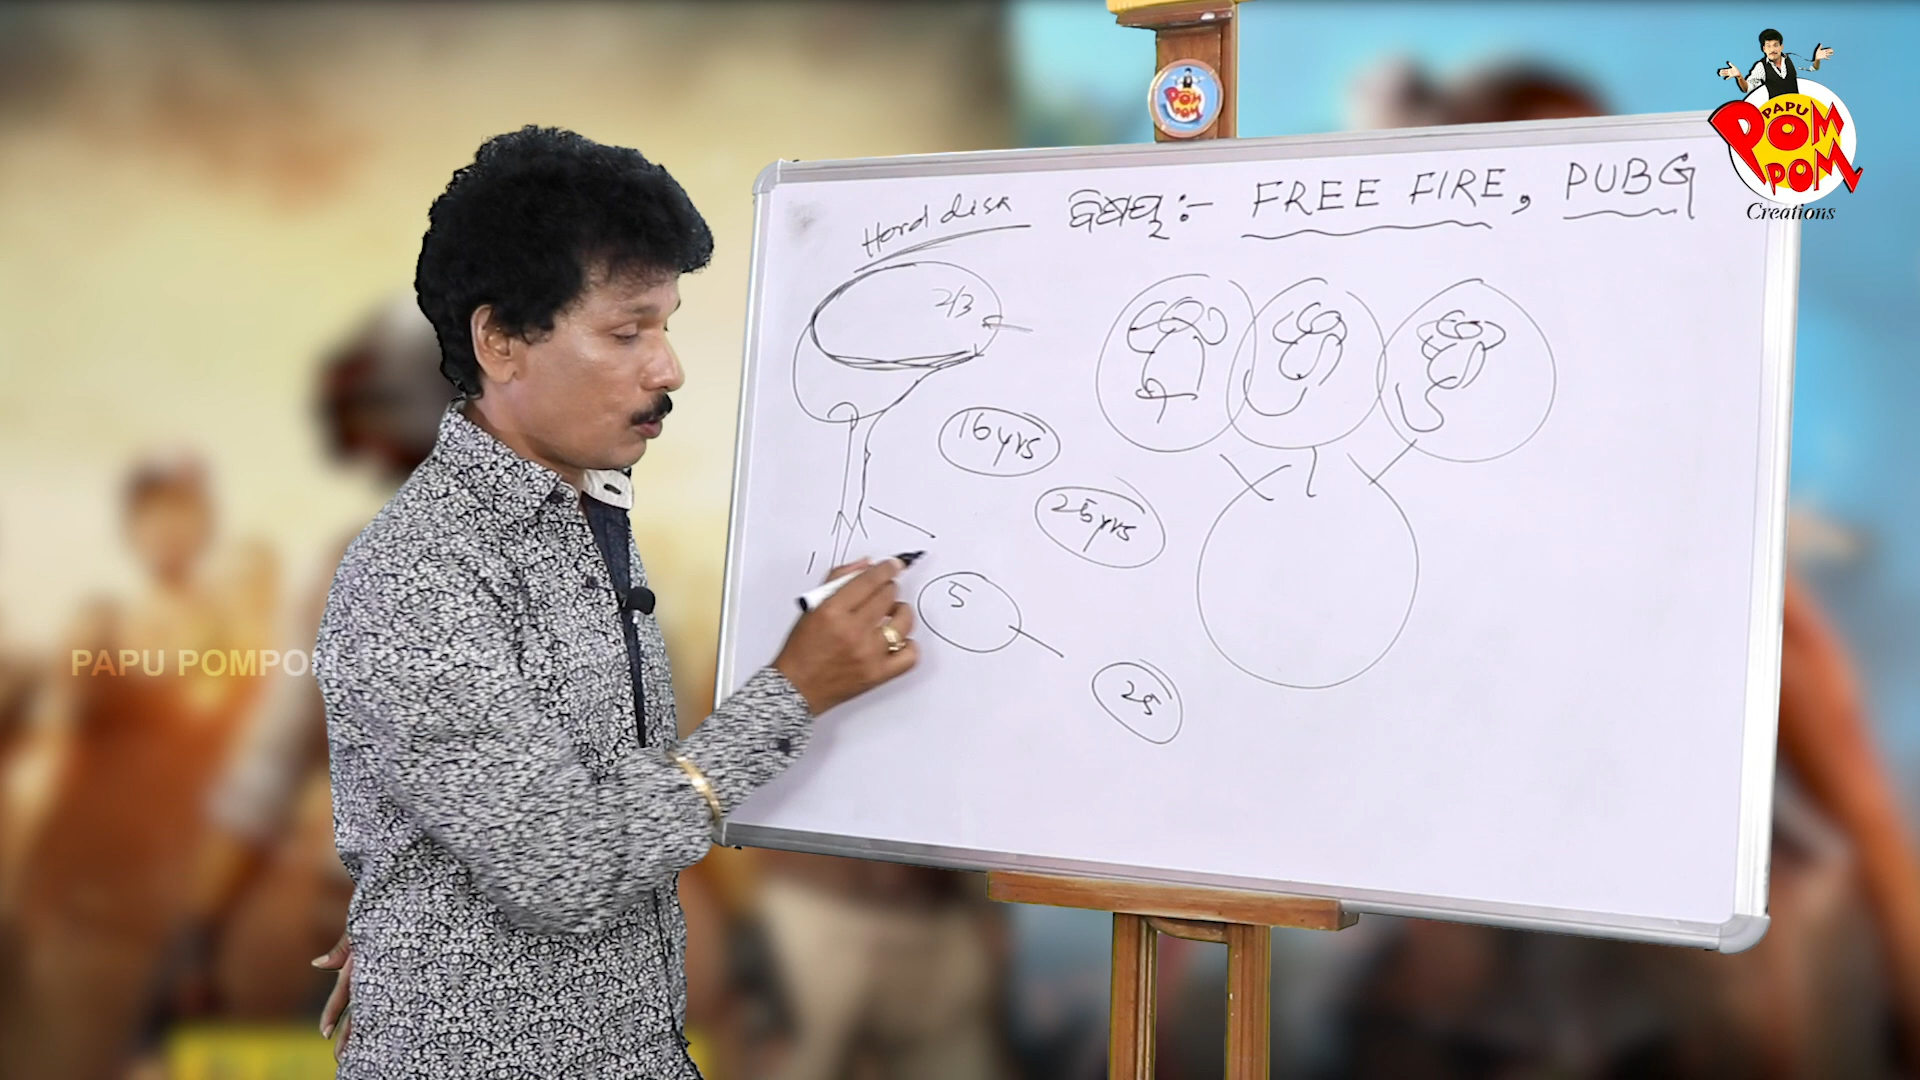 Hard disk
ବିଷୟ :- FREE FIRE, PUBG
2/3
16yrs
25yrs
5
25
POM
POM
PAPU
POM
POM
Creations
PAPU POMPOM